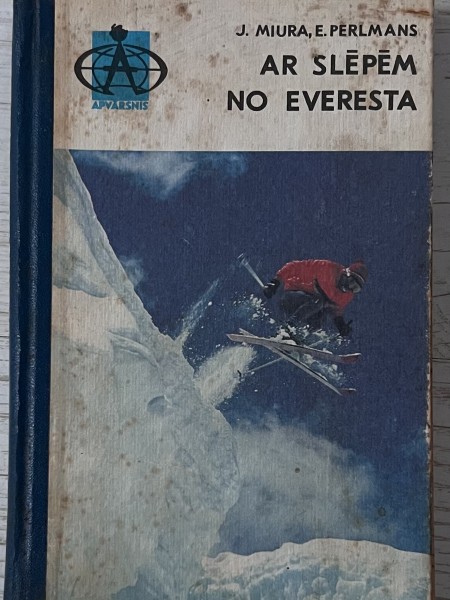 J. MIURA, E. PERLMANS
AR SLĒPĒM
NO EVERESTA
APVĀRSNIS